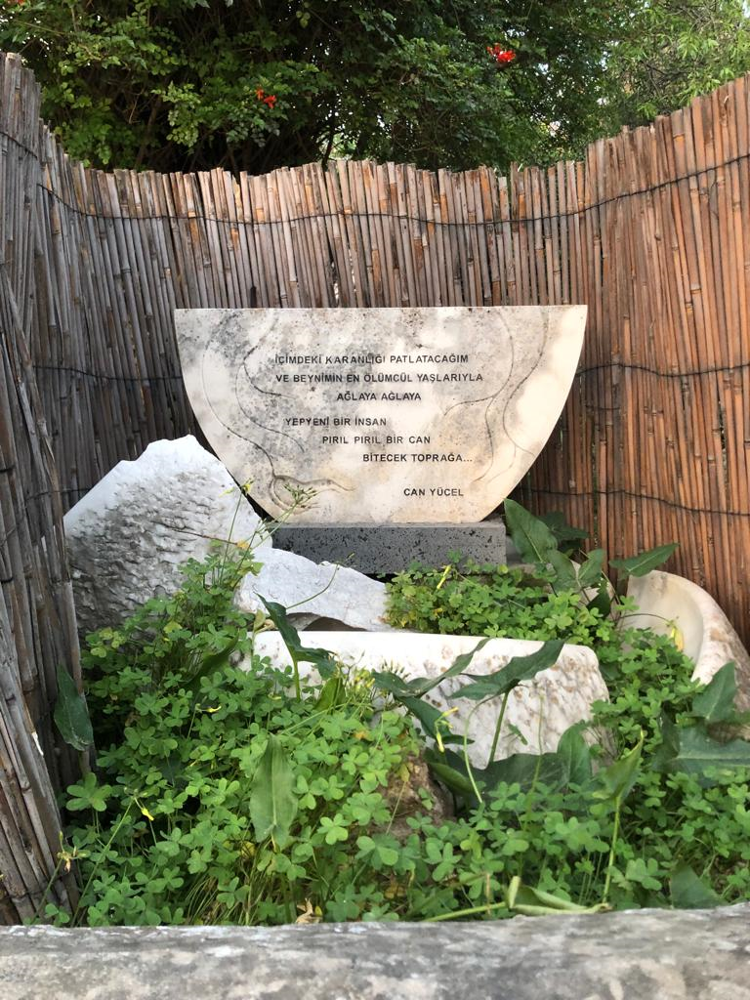 İÇİMDEKİ KARANLIĞI PATLATACAĞIM
VE BEYNİMİN EN ÖLÜMCÜL YAŞLARIYLA
AĞLAYA AĞLAYA
YEPYENİ BİR İNSAN
PIRIL PIRIL BİR CAN
BİTECEK TOPRAĞA...
CAN YÜCEL